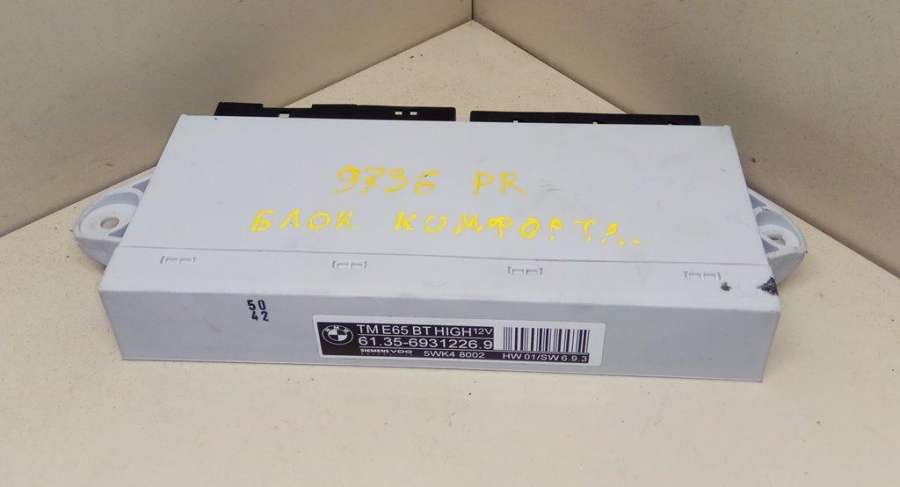 9736 PR
БЛОК КОМФОРТА.
50
42
BMW
TM E65 BT HIGH 12V
61.35-6931226.9
SIEMENS VDO 5WK4 8002 HW 01/SW 6.9.3